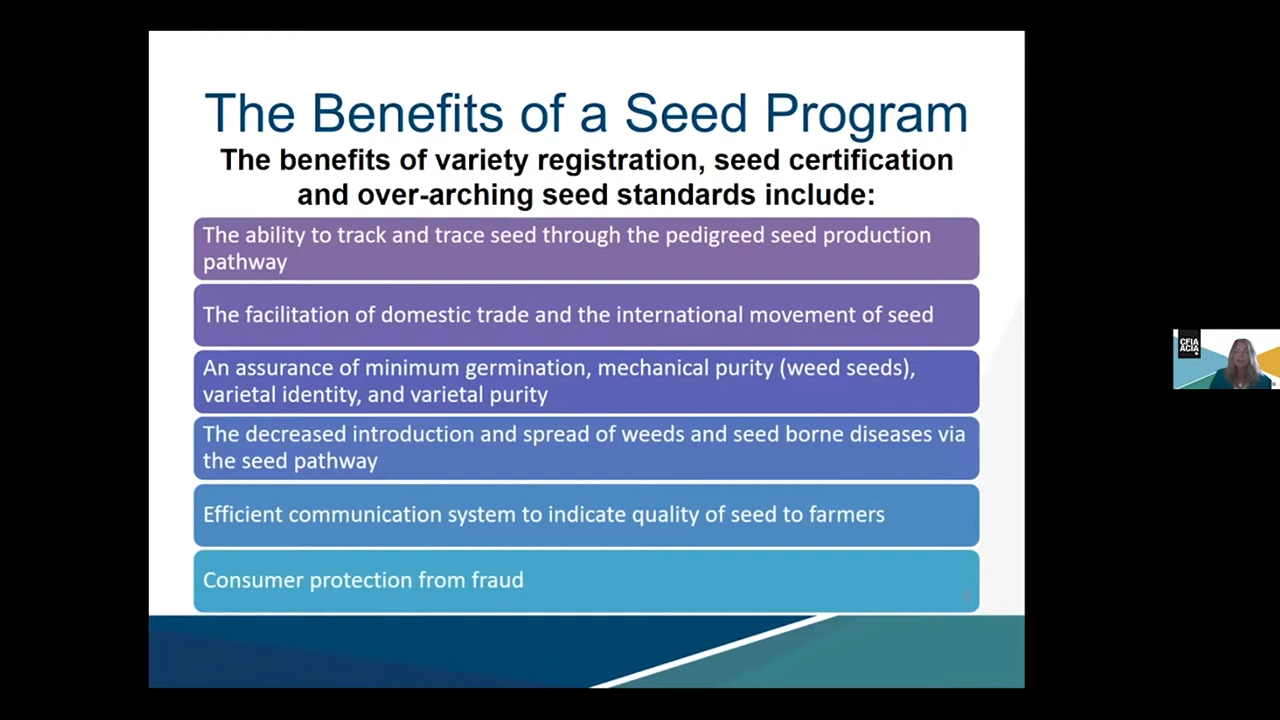 The Benefits of a Seed Program
The benefits of variety registration, seed certification
and over-arching seed standards include:
The ability to track and trace seed through the pedigreed seed production
pathway
The facilitation of domestic trade and the international movement of seed
An assurance of minimum germination, mechanical purity (weed seeds),
varietal identity, and varietal purity
The decreased introduction and spread of weeds and seed borne diseases via
the seed pathway
Efficient communication system to indicate quality of seed to farmers
Consumer protection from fraud
CFIA
ACIA